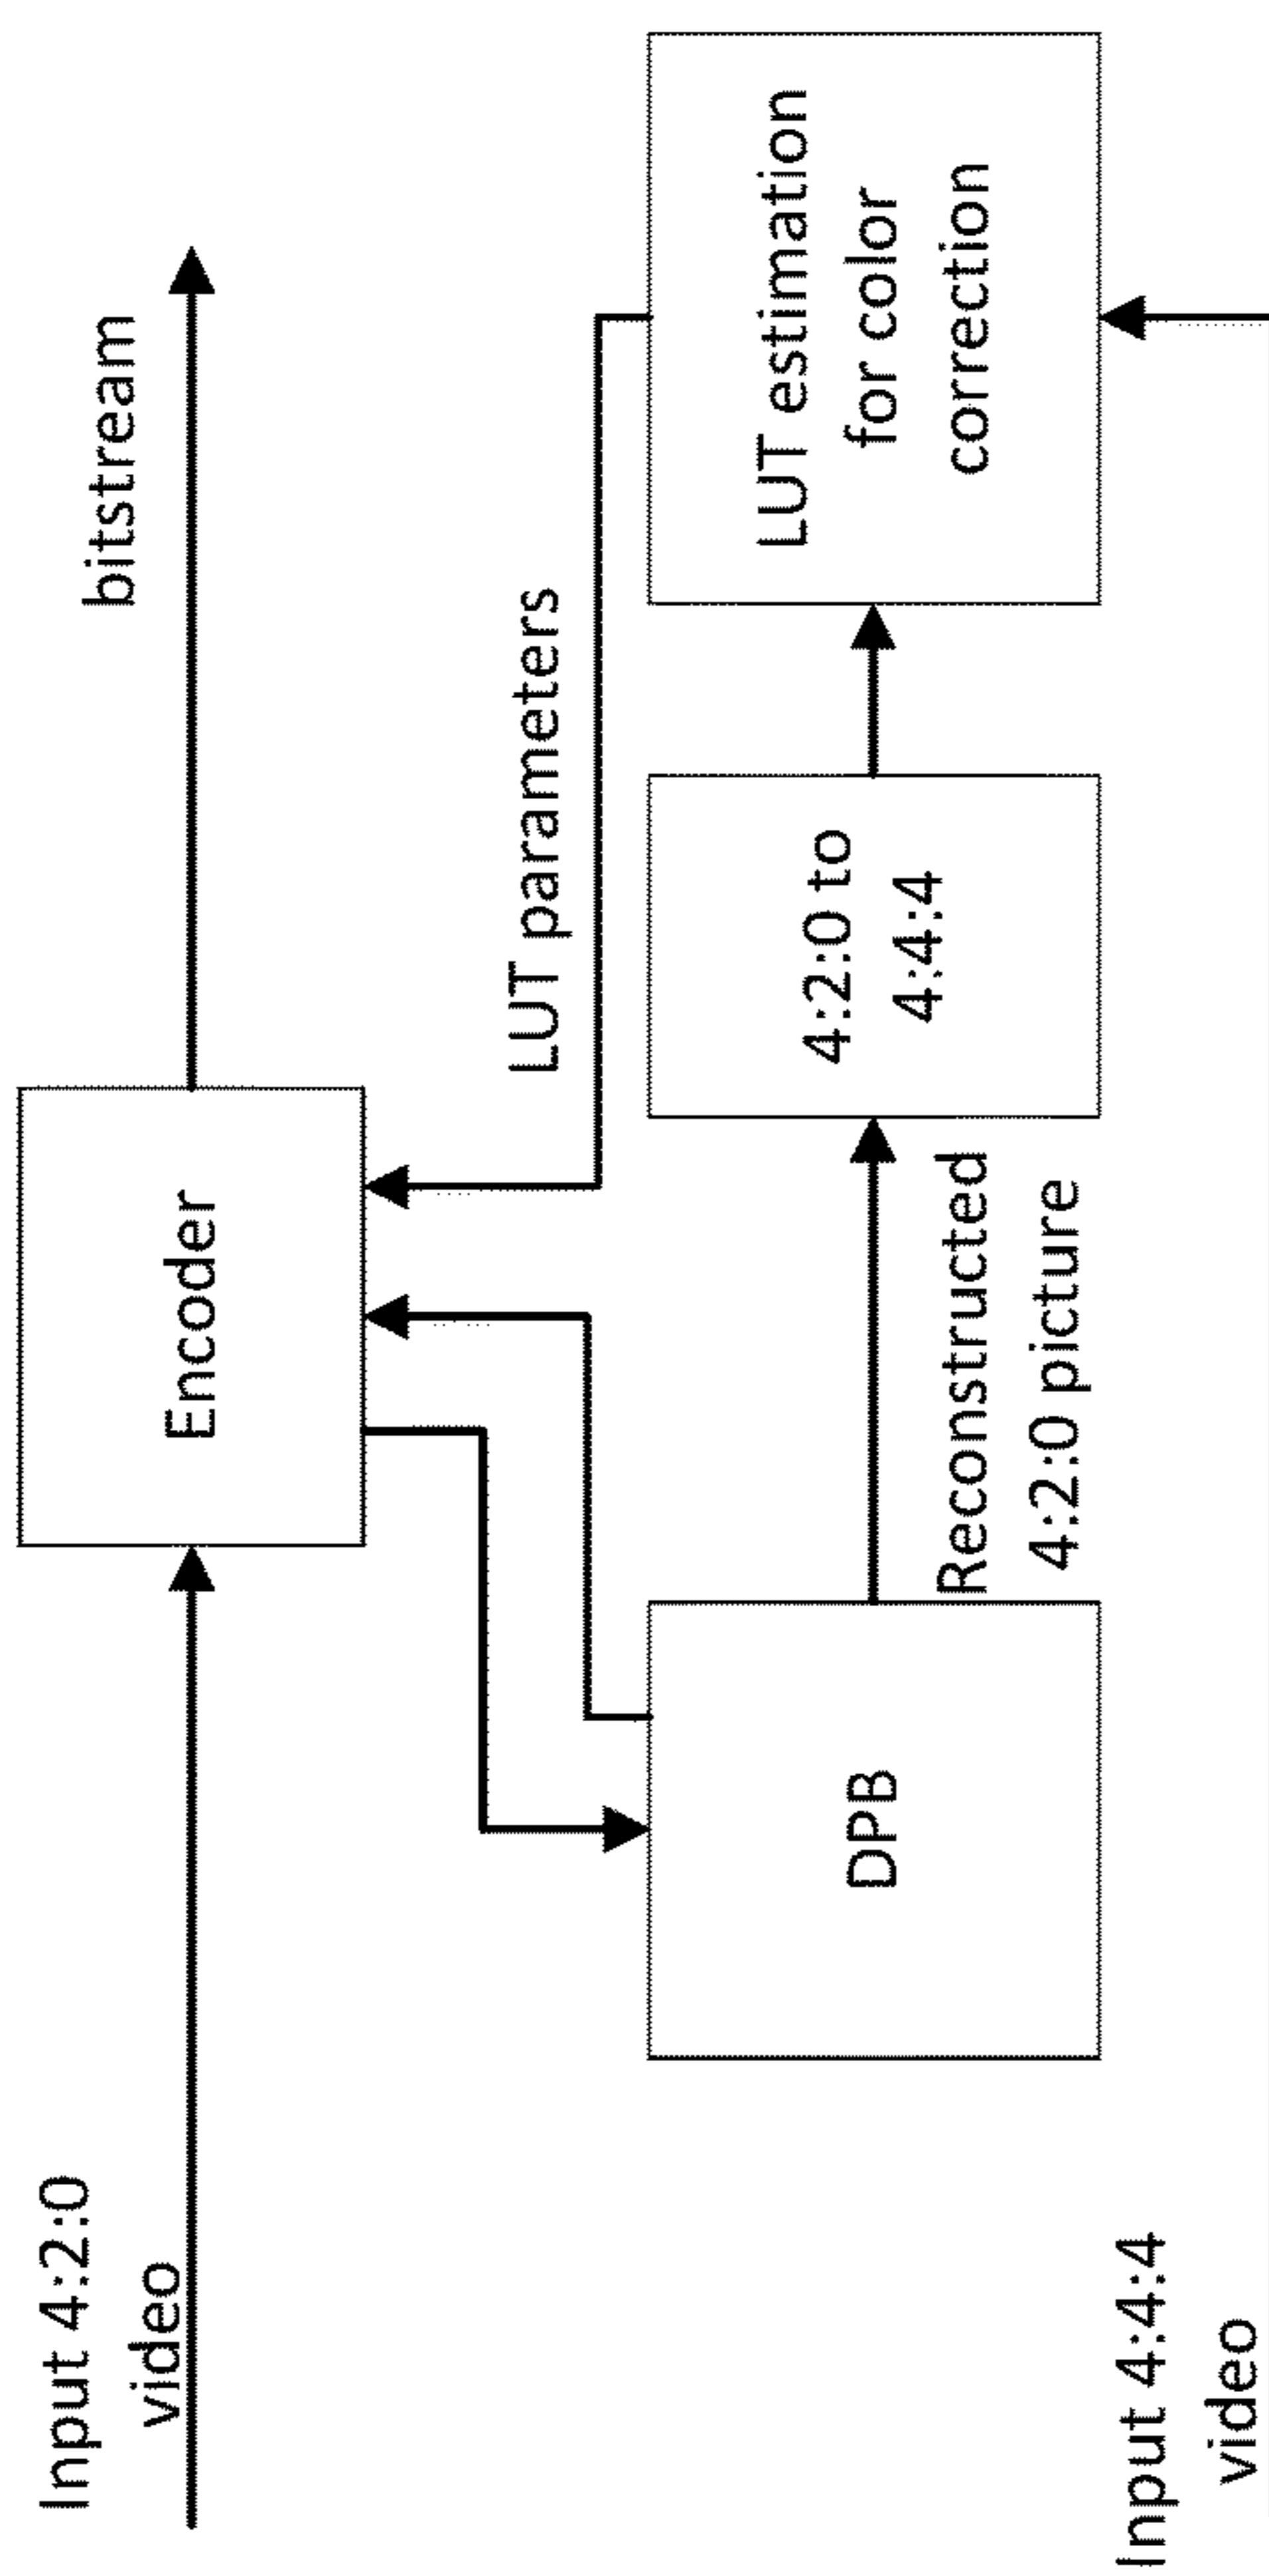 Input 4:2:0
video
Encoder
bitstream
LUT parameters
DPB
Reconstructed
4:2:0 picture
4:2:0 to
4:4:4
LUT estimation
for color
correction
Input 4:4:4
video